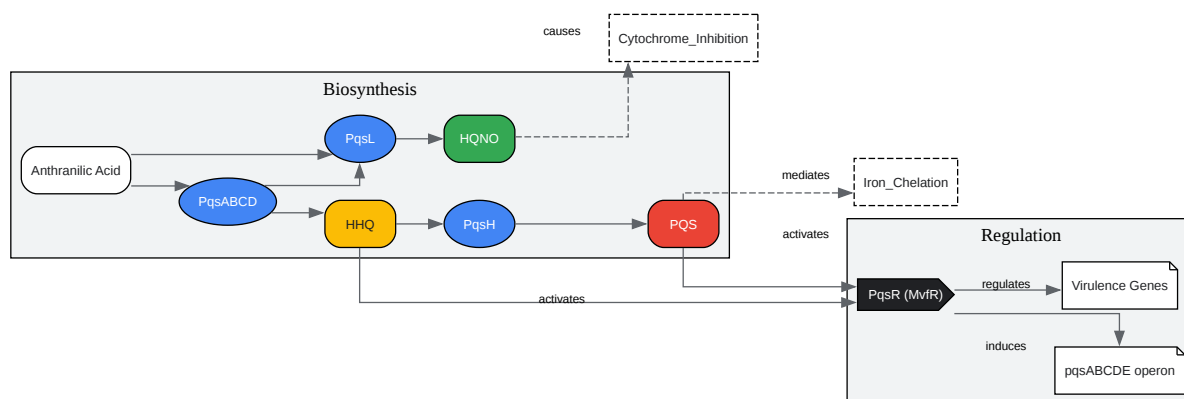 causes
Cytochrome_Inhibition
Biosynthesis
PqsL
HQNO
Anthranilic Acid
PqsABCD
HHQ
PqsH
PQS
mediates
Iron_Chelation
activates
Regulation
activates
PqsR (MvfR)
regulates
Virulence Genes
induces
pqsABCDE operon